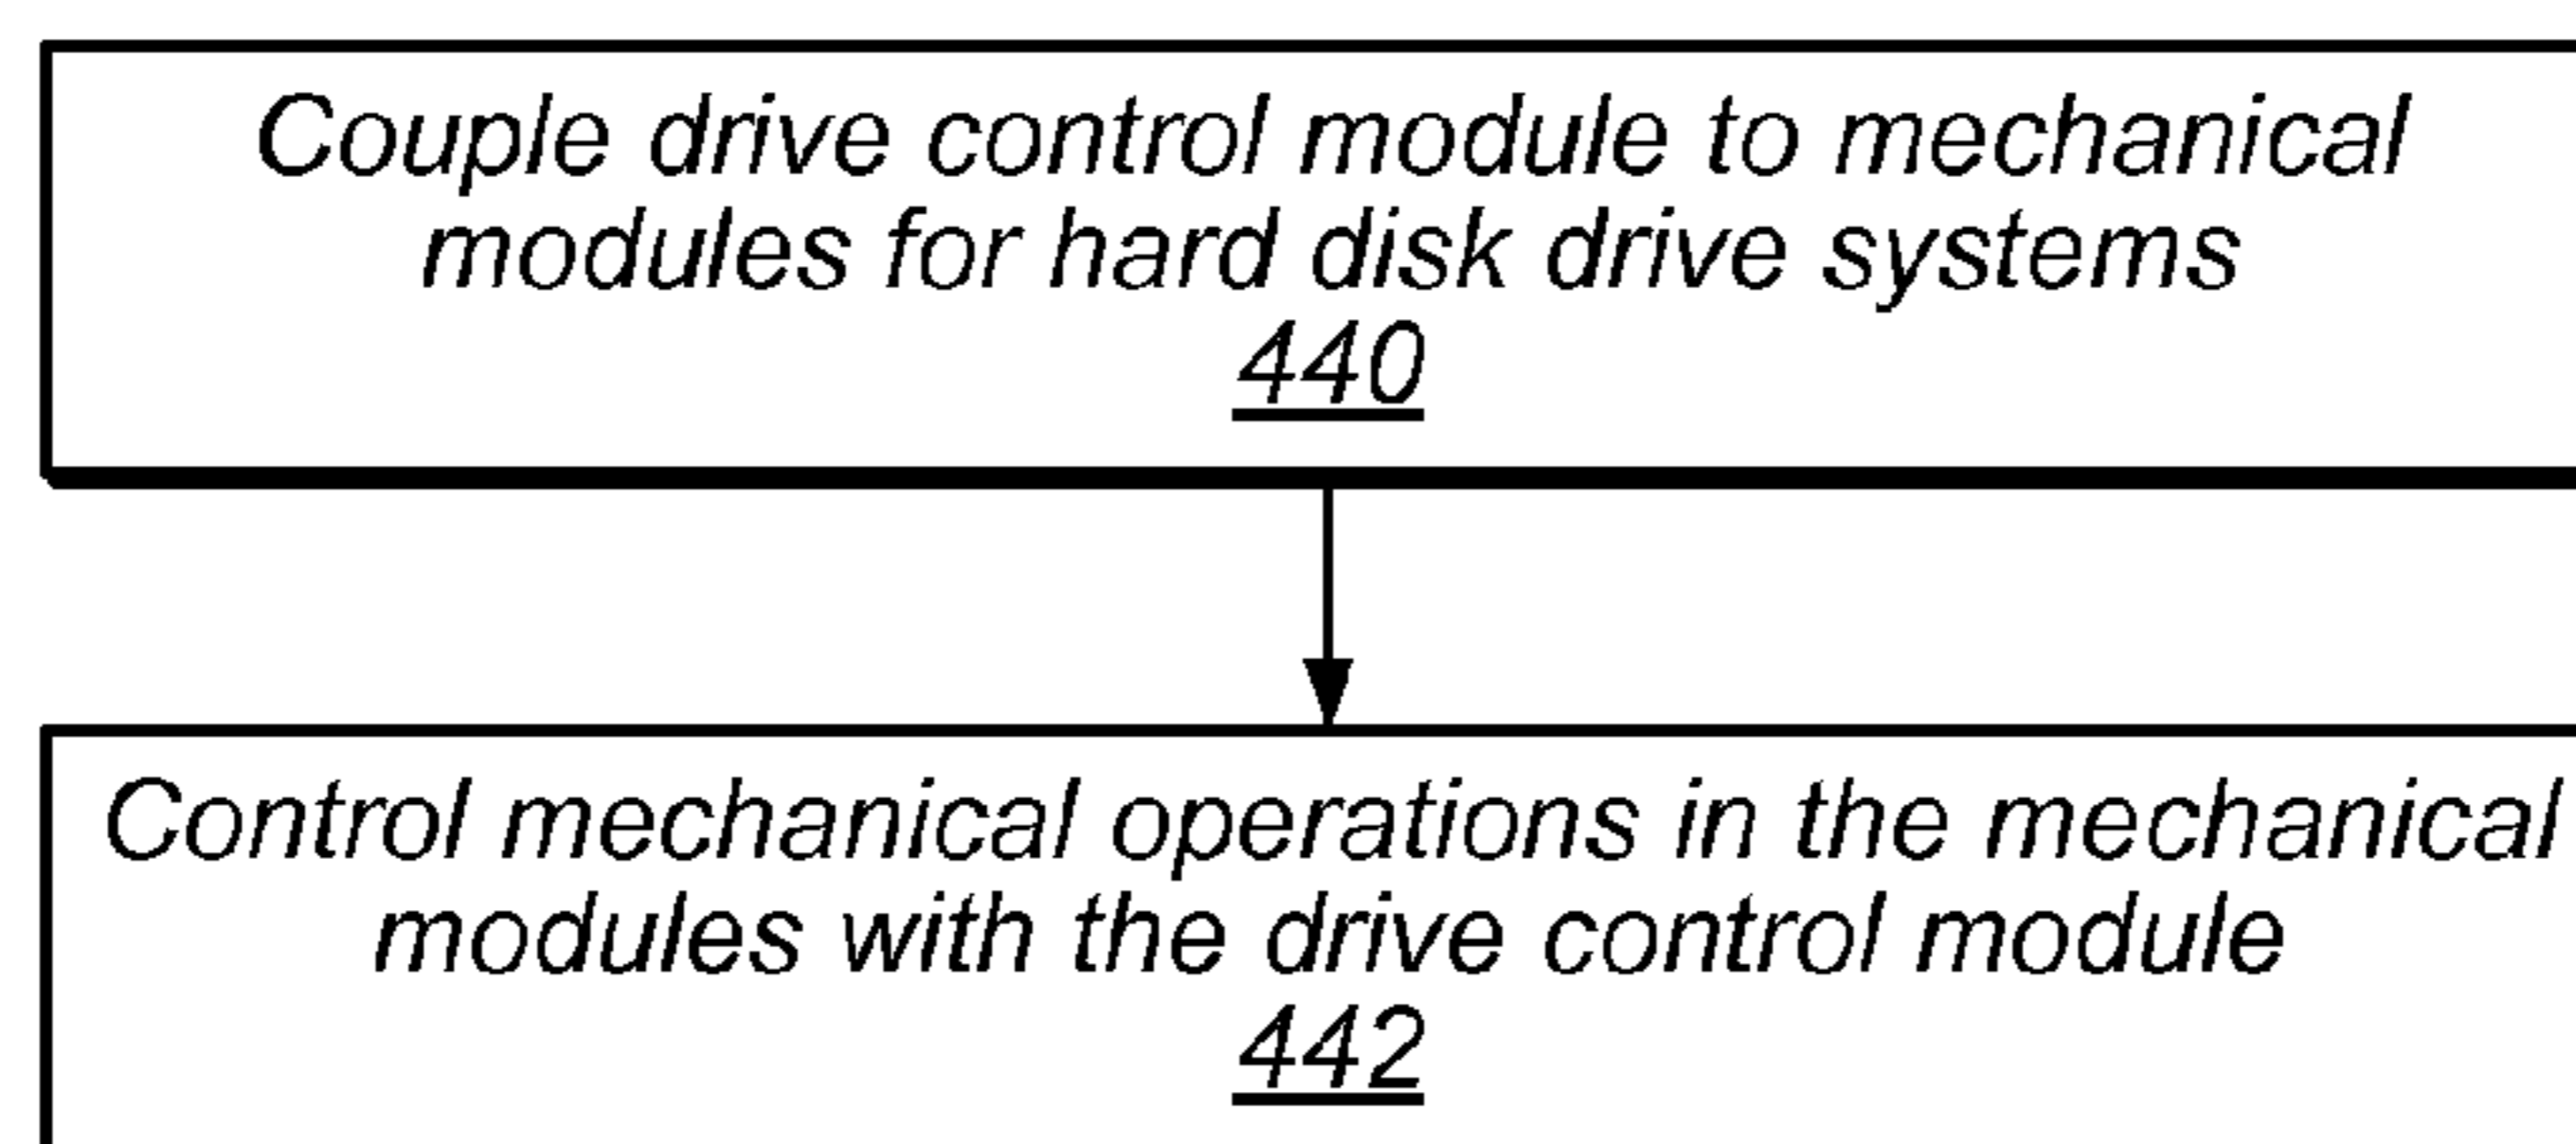 Couple drive control module to mechanical
modules for hard disk drive systems
440
Control mechanical operations in the mechanical
modules with the drive control module
442